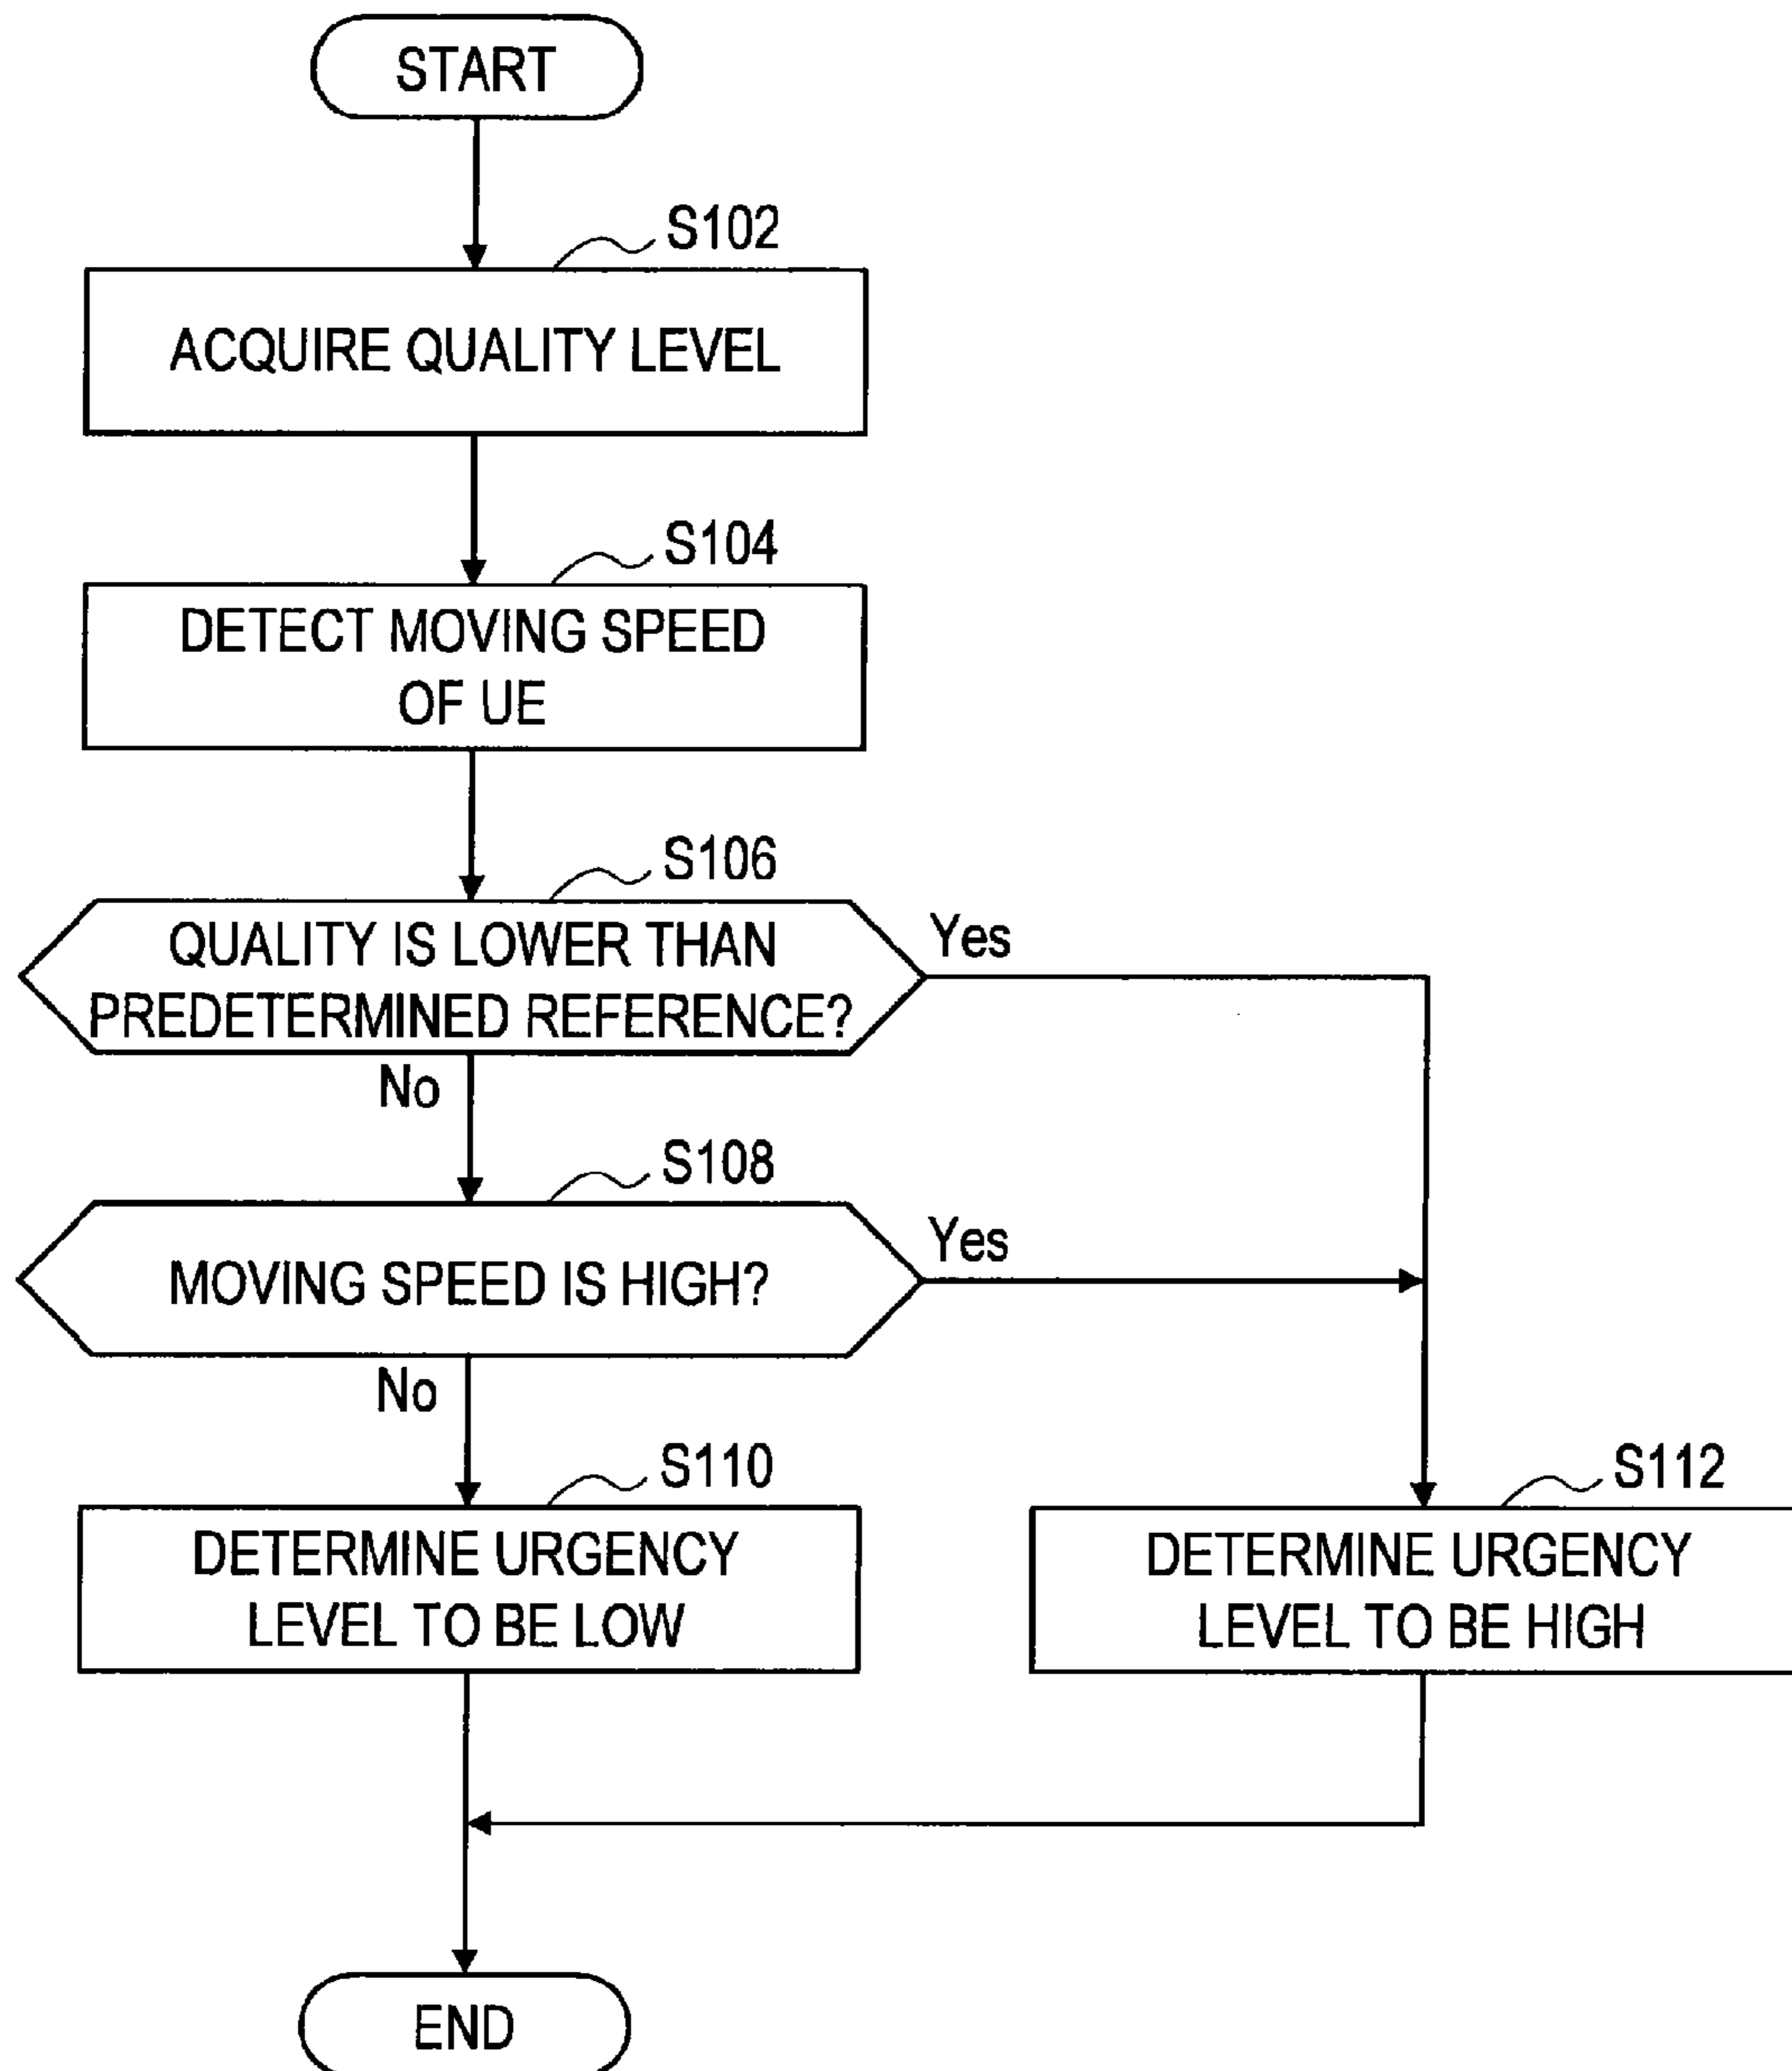 START
S102
ACQUIRE QUALITY LEVEL
S104
DETECT MOVING SPEED
OF UE
S106
QUALITY IS LOWER THAN
PREDETERMINED REFERENCE?
Yes
No
S108
MOVING SPEED IS HIGH?
Yes
No
S110
DETERMINE URGENCY
LEVEL TO BE LOW
S112
DETERMINE URGENCY
LEVEL TO BE HIGH
END